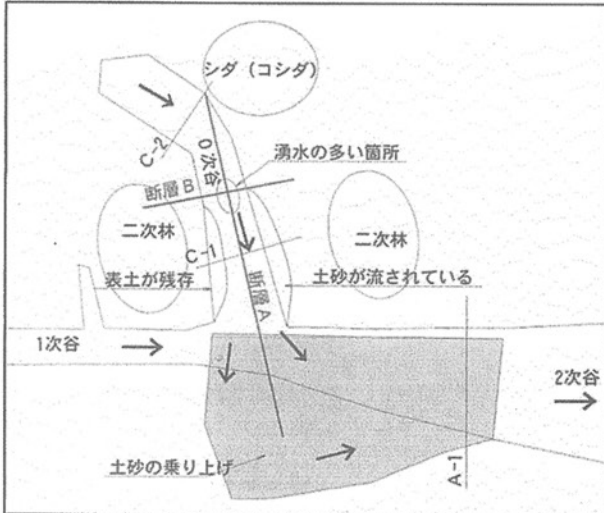 シダ（コシダ）
C-2
0次谷
湧水の多い箇所
断層B
二次林
二次林
C-1
表土が残存
断層A
土砂が流されている
1次谷
2次谷
土砂の乗り上げ
A-1